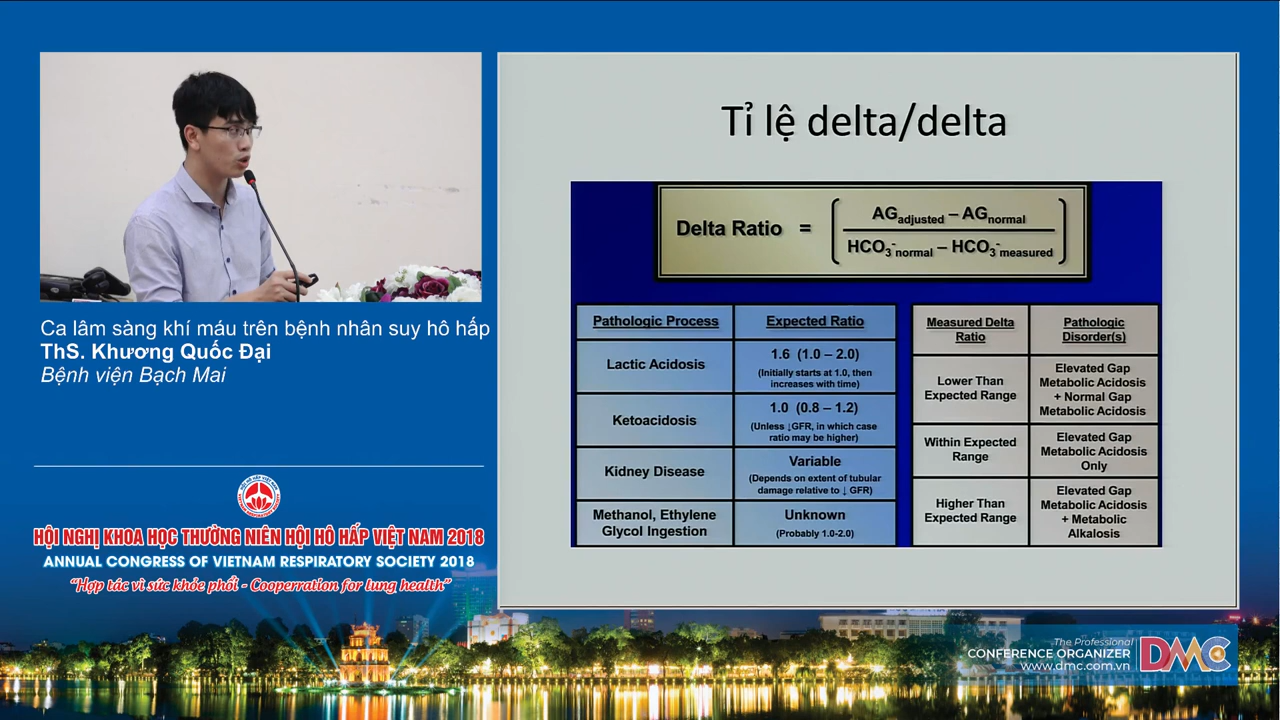 Tỉ lệ delta/delta
Delta Ratio = ( AGadjusted – AGnormal
HCO3-normal – HCO3-measured )
Pathologic Process
Expected Ratio
Lactic Acidosis
1.6 (1.0 – 2.0)
(Initially starts at 1.0, then
increases with time)
Ketoacidosis
1.0 (0.8 – 1.2)
(Unless ↓GFR, in which case
ratio may be higher)
Kidney Disease
Variable
(Depends on extent of tubular
damage relative to ↓ GFR)
Methanol, Ethylene
Glycol Ingestion
Unknown
(Probably 1.0-2.0)
Measured Delta
Ratio
Pathologic
Disorder(s)
Lower Than
Expected Range
Elevated Gap
Metabolic Acidosis
+ Normal Gap
Metabolic Acidosis
Within Expected
Range
Elevated Gap
Metabolic Acidosis
Only
Higher Than
Expected Range
Elevated Gap
Metabolic Acidosis
+ Metabolic
Alkalosis
Ca lâm sàng khí máu trên bệnh nhân suy hô hấp
ThS. Khương Quốc Đại
Bệnh viện Bạch Mai
HỘI NGHỊ KHOA HỌC THƯỜNG NIÊN HỘI HÔ HẤP VIỆT NAM 2018
ANNUAL CONGRESS OF VIETNAM RESPIRATORY SOCIETY 2018
“Hợp tác vì sức khỏe phổi - Cooperration for lung health”
The Professional
CONFERENCE ORGANIZER
www.dmc.com.vn
DMC